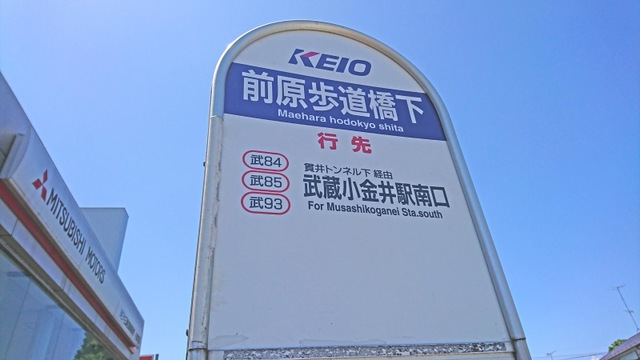 KEIO
前原歩道橋下
Maehara hodokyo shita
行先
武84
武85
武93
貫井トンネル下 経由
武蔵小金井駅南口
For Musashikoganei Sta.south
MITSUBISHI MOTORS